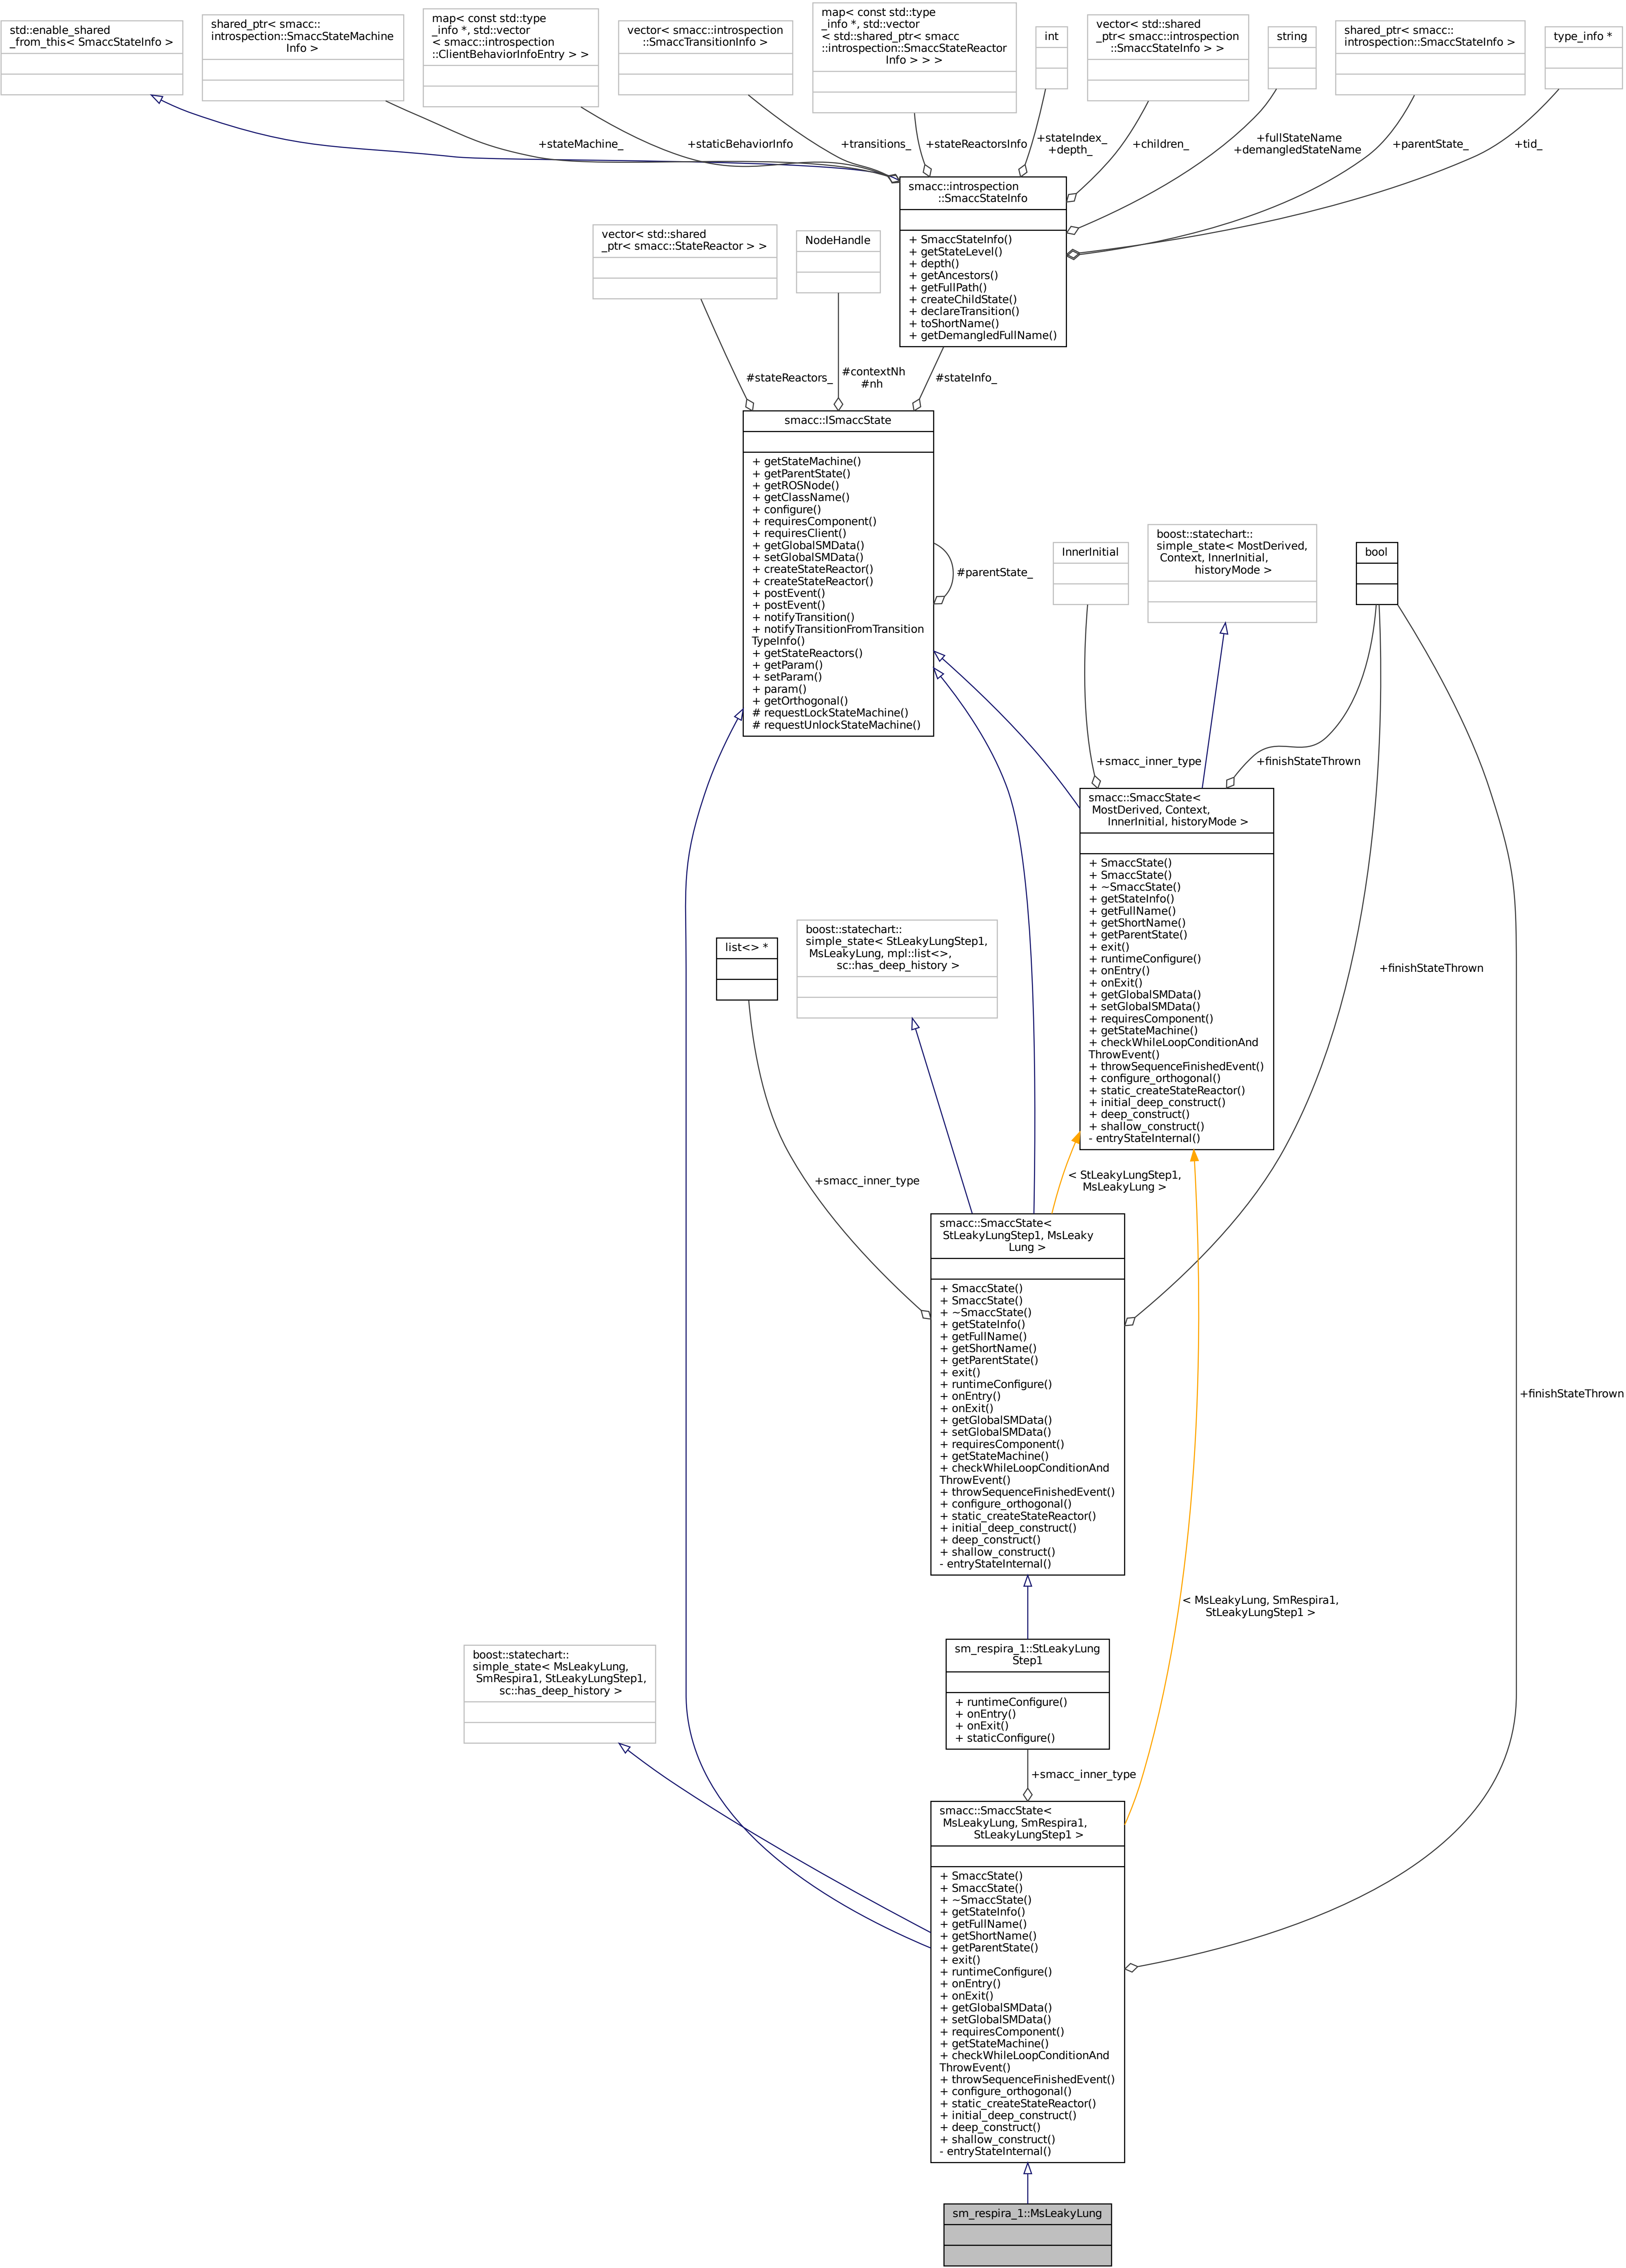 std::enable_shared
_from_this< SmaccStateInfo >
shared_ptr< smacc::
introspection::SmaccStateMachine
Info >
map< const std::type
_info *, std::vector
< smacc::introspection
::ClientBehaviorInfoEntry > >
vector< smacc::introspection
::SmaccTransitionInfo >
map< const std::type
_info *, std::vector
< std::shared_ptr< smacc
::introspection::SmaccStateReactor
Info > > >
int
vector< std::shared
_ptr< smacc::introspection
::SmaccStateInfo > >
string
shared_ptr< smacc::
introspection::SmaccStateInfo >
type_info *
+stateMachine_
+staticBehaviorInfo
+transitions_
+stateReactorsInfo
+stateIndex_
+depth_
+children_
+fullStateName
+demangledStateName
+parentState_
+tid_
smacc::introspection
::SmaccStateInfo
+ SmaccStateInfo()
+ getStateLevel()
+ depth()
+ getAncestors()
+ getFullPath()
+ createChildState()
+ declareTransition()
+ toShortName()
+ getDemangledFullName()
vector< std::shared
_ptr< smacc::StateReactor > >
NodeHandle
#stateReactors_
#contextNh
#nh
#stateInfo_
smacc::ISmaccState
+ getStateMachine()
+ getParentState()
+ getROSNode()
+ getClassName()
+ configure()
+ requiresComponent()
+ requiresClient()
+ getGlobalSMData()
+ setGlobalSMData()
+ createStateReactor()
+ createStateReactor()
+ postEvent()
+ postEvent()
+ notifyTransition()
+ notifyTransitionFromTransition
TypeInfo()
+ getStateReactors()
+ getParam()
+ setParam()
+ param()
+ getOrthogonal()
# requestLockStateMachine()
# requestUnlockStateMachine()
#parentState_
InnerInitial
boost::statechart::
simple_state< MostDerived,
Context, InnerInitial,
historyMode >
bool
+smacc_inner_type
+finishStateThrown
smacc::SmaccState<
MostDerived, Context,
InnerInitial, historyMode >
+ SmaccState()
+ SmaccState()
+ ~SmaccState()
+ getStateInfo()
+ getFullName()
+ getShortName()
+ getParentState()
+ exit()
+ runtimeConfigure()
+ onEntry()
+ onExit()
+ getGlobalSMData()
+ setGlobalSMData()
+ requiresComponent()
+ getStateMachine()
+ checkWhileLoopConditionAnd
ThrowEvent()
+ throwSequenceFinishedEvent()
+ configure_orthogonal()
+ static_createStateReactor()
+ initial_deep_construct()
+ deep_construct()
+ shallow_construct()
- entryStateInternal()
list<> *
boost::statechart::
simple_state< StLeakyLungStep1,
MsLeakyLung, mpl::list<>,
sc::has_deep_history >
+finishStateThrown
+smacc_inner_type
< StLeakyLungStep1,
MsLeakyLung >
smacc::SmaccState<
StLeakyLungStep1, MsLeaky
Lung >
+ SmaccState()
+ SmaccState()
+ ~SmaccState()
+ getStateInfo()
+ getFullName()
+ getShortName()
+ getParentState()
+ exit()
+ runtimeConfigure()
+ onEntry()
+ onExit()
+ getGlobalSMData()
+ setGlobalSMData()
+ requiresComponent()
+ getStateMachine()
+ checkWhileLoopConditionAnd
ThrowEvent()
+ throwSequenceFinishedEvent()
+ configure_orthogonal()
+ static_createStateReactor()
+ initial_deep_construct()
+ deep_construct()
+ shallow_construct()
- entryStateInternal()
+finishStateThrown
< MsLeakyLung, SmRespira1,
StLeakyLungStep1 >
boost::statechart::
simple_state< MsLeakyLung,
SmRespira1, StLeakyLungStep1,
sc::has_deep_history >
sm_respira_1::StLeakyLung
Step1
+ runtimeConfigure()
+ onEntry()
+ onExit()
+ staticConfigure()
+smacc_inner_type
smacc::SmaccState<
MsLeakyLung, SmRespira1,
StLeakyLungStep1 >
+ SmaccState()
+ SmaccState()
+ ~SmaccState()
+ getStateInfo()
+ getFullName()
+ getShortName()
+ getParentState()
+ exit()
+ runtimeConfigure()
+ onEntry()
+ onExit()
+ getGlobalSMData()
+ setGlobalSMData()
+ requiresComponent()
+ getStateMachine()
+ checkWhileLoopConditionAnd
ThrowEvent()
+ throwSequenceFinishedEvent()
+ configure_orthogonal()
+ static_createStateReactor()
+ initial_deep_construct()
+ deep_construct()
+ shallow_construct()
- entryStateInternal()
sm_respira_1::MsLeakyLung